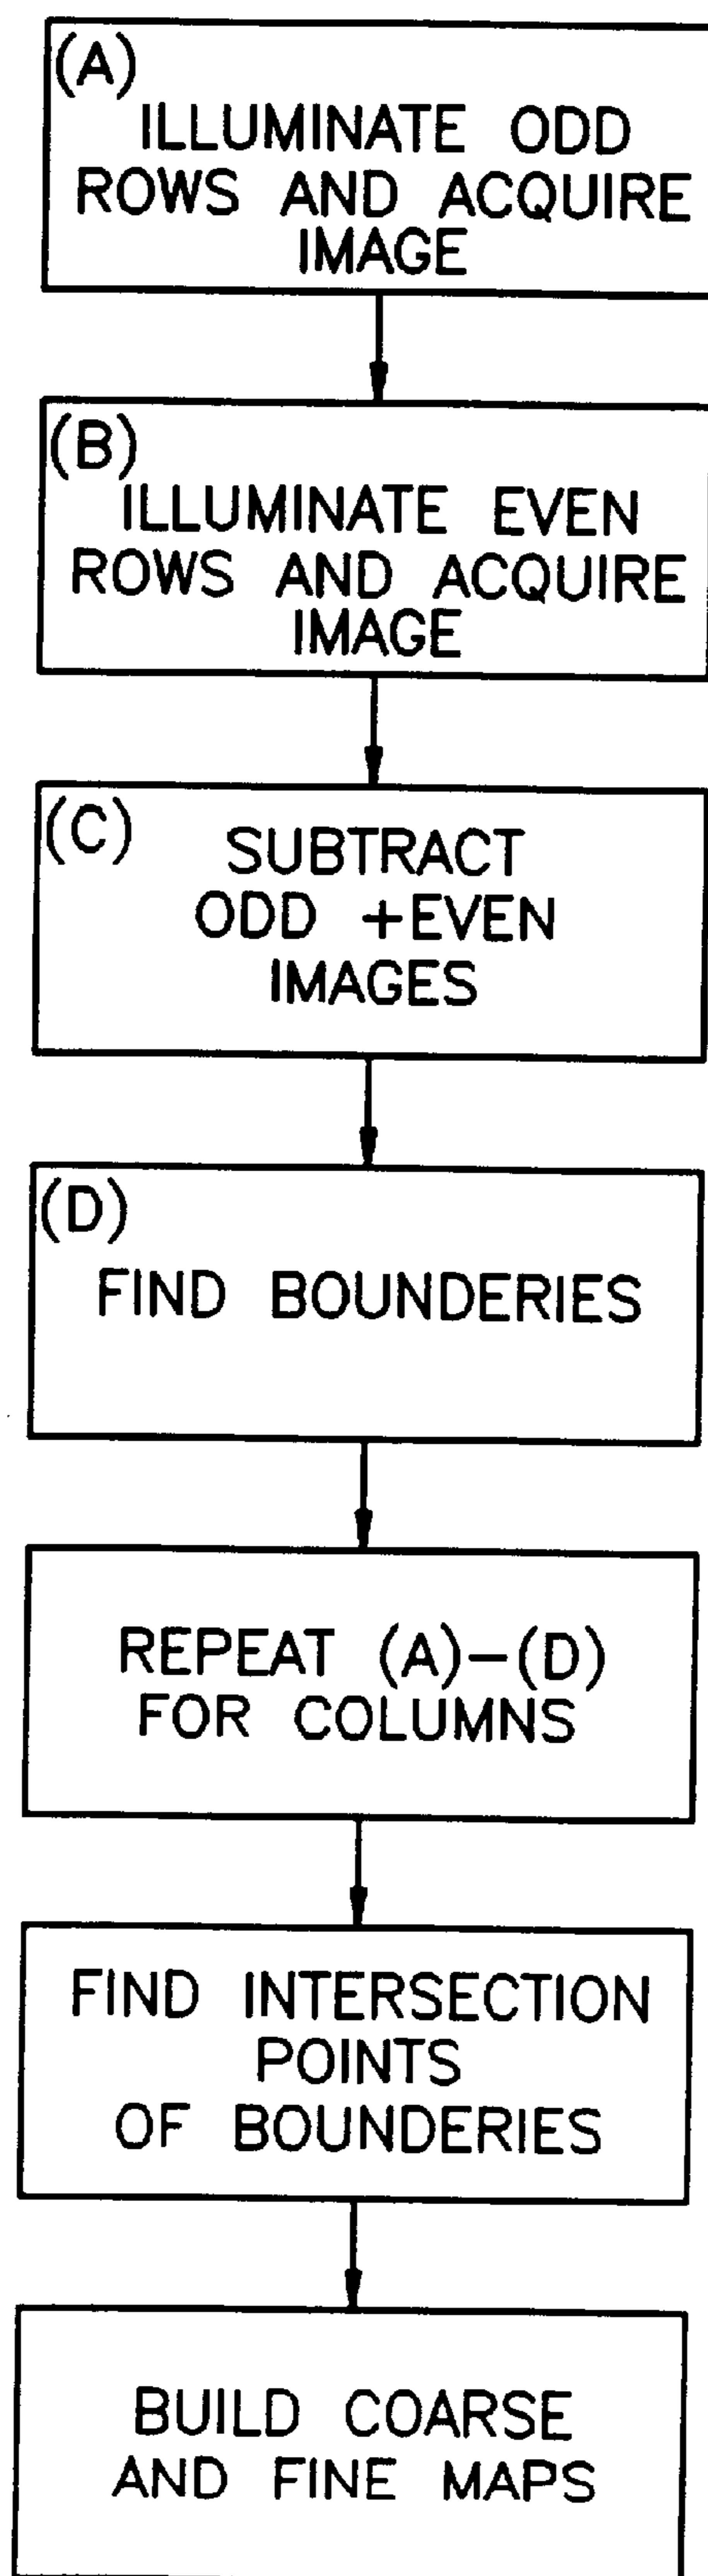 (A)
ILLUMINATE ODD
ROWS AND ACQUIRE
IMAGE
(B)
ILLUMINATE EVEN
ROWS AND ACQUIRE
IMAGE
(C)
SUBTRACT
ODD +EVEN
IMAGES
(D)
FIND BOUNDERIES
REPEAT (A)-(D)
FOR COLUMNS
FIND INTERSECTION
POINTS
OF BOUNDERIES
BUILD COARSE
AND FINE MAPS